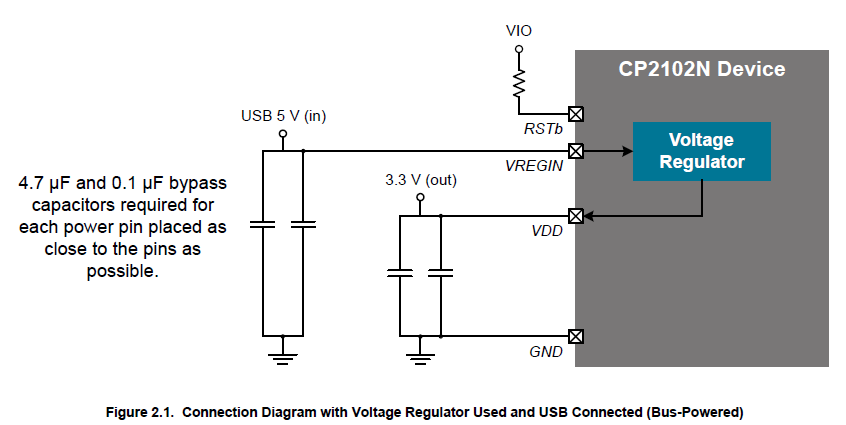 VIO
CP2102N Device
USB 5 V (in)
RSTb
Voltage
Regulator
VREGIN
3.3 V (out)
4.7 µF and 0.1 µF bypass
capacitors required for
each power pin placed as
close to the pins as
possible.
VDD
GND
Figure 2.1. Connection Diagram with Voltage Regulator Used and USB Connected (Bus-Powered)